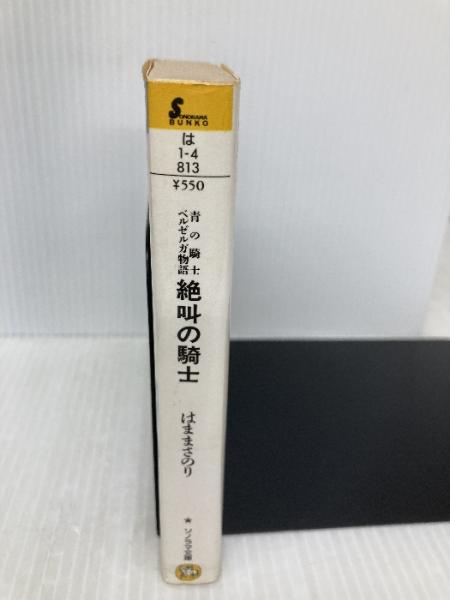 SONORAMA
BUNKO
は
1-4
813
¥550
青の騎士
ベルゼルガ物語
絶叫の騎士
はままさのり
★ ソノラマ文庫